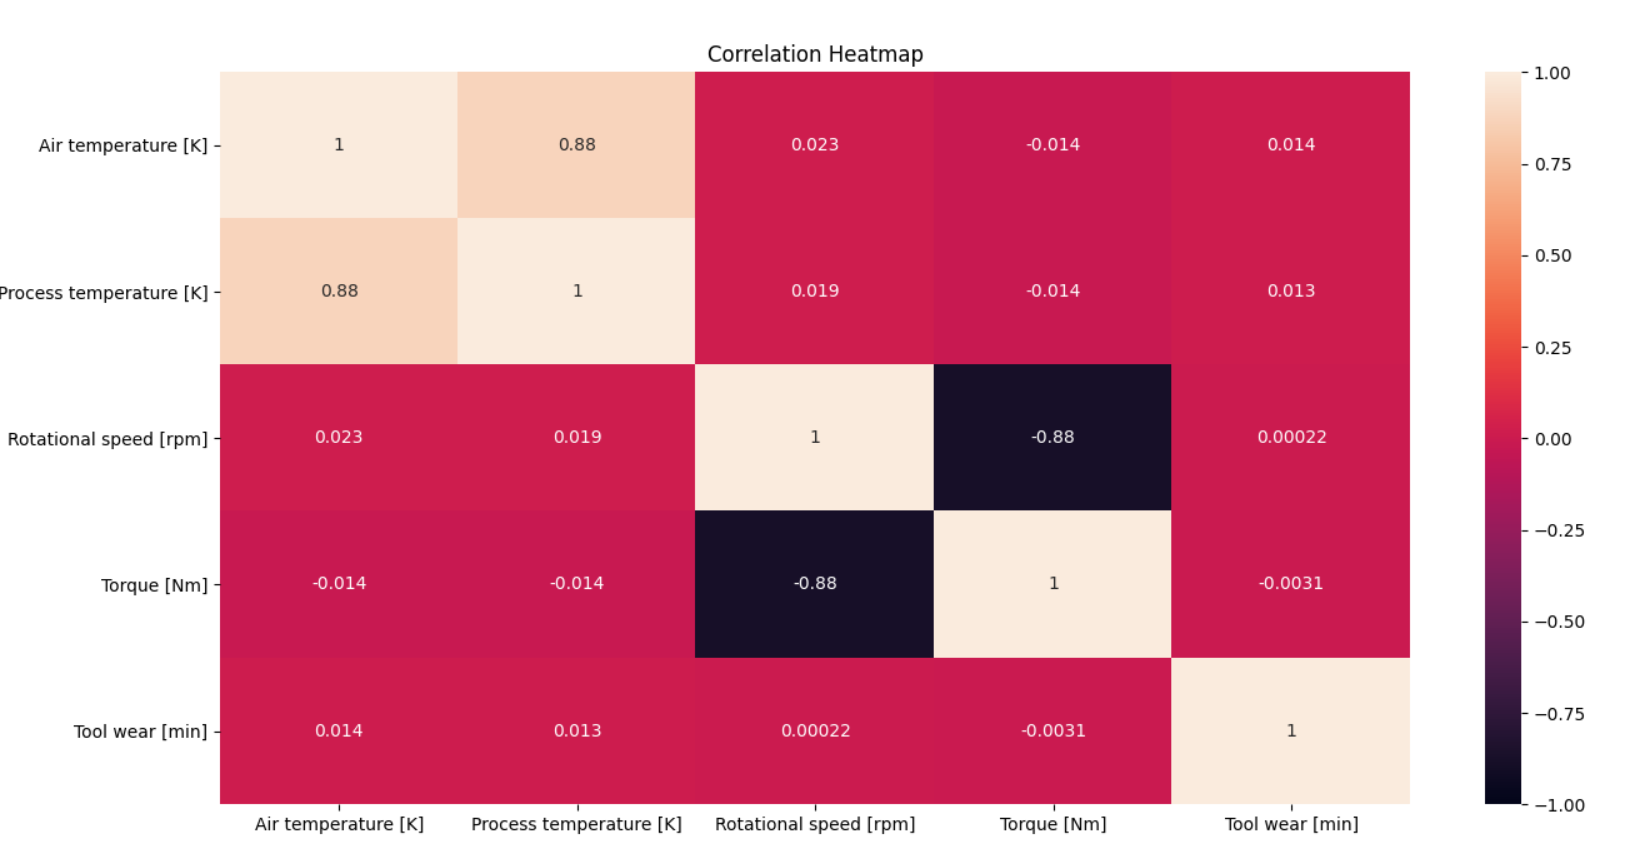 Correlation Heatmap
Air temperature [K] 1 0.88 0.023 -0.014 0.014
Process temperature [K] 0.88 1 0.019 -0.014 0.013
Rotational speed [rpm] 0.023 0.019 1 -0.88 0.00022
Torque [Nm] -0.014 -0.014 -0.88 1 -0.0031
Tool wear [min] 0.014 0.013 0.00022 -0.0031 1
Air temperature [K] Process temperature [K] Rotational speed [rpm] Torque [Nm] Tool wear [min]
1.00
0.75
0.50
0.25
0.00
−0.25
−0.50
−0.75
−1.00